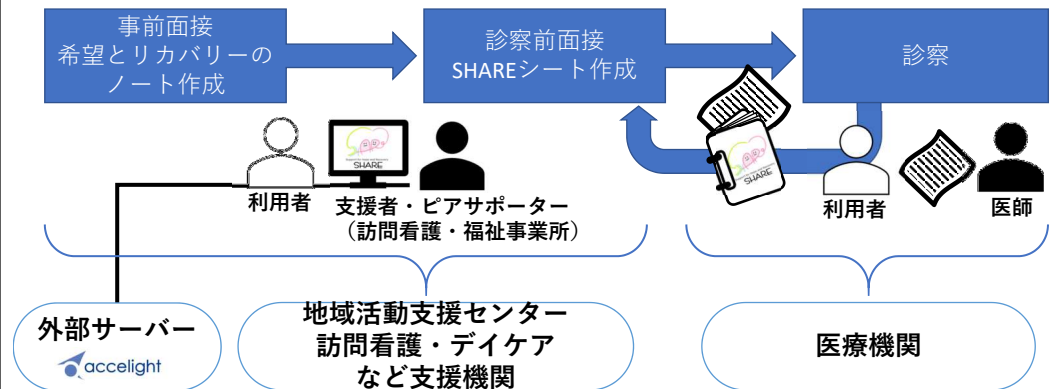 事前面接
希望とリカバリーの
ノート作成
診察前面接
SHAREシート作成
診察
SHARE
SHARE
利用者
支援者・ピアサポーター
（訪問看護・福祉事業所）
利用者
医師
外部サーバー
accelight
地域活動支援センター
訪問看護・デイケア
など支援機関
医療機関